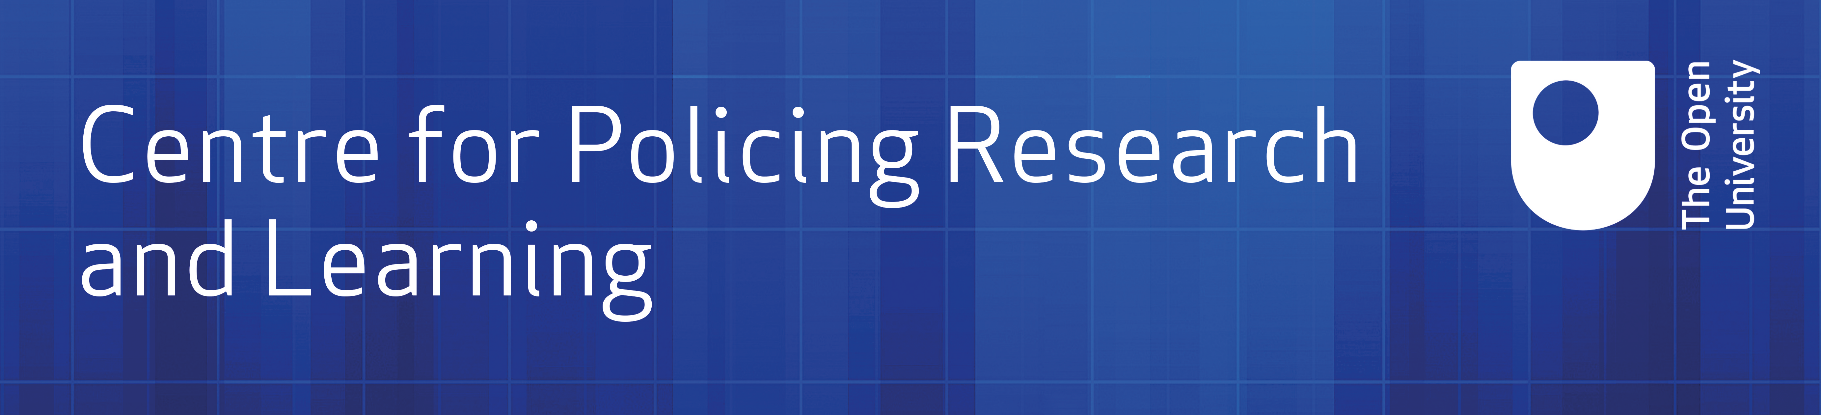 Centre for Policing Research
and Learning
The Open
University